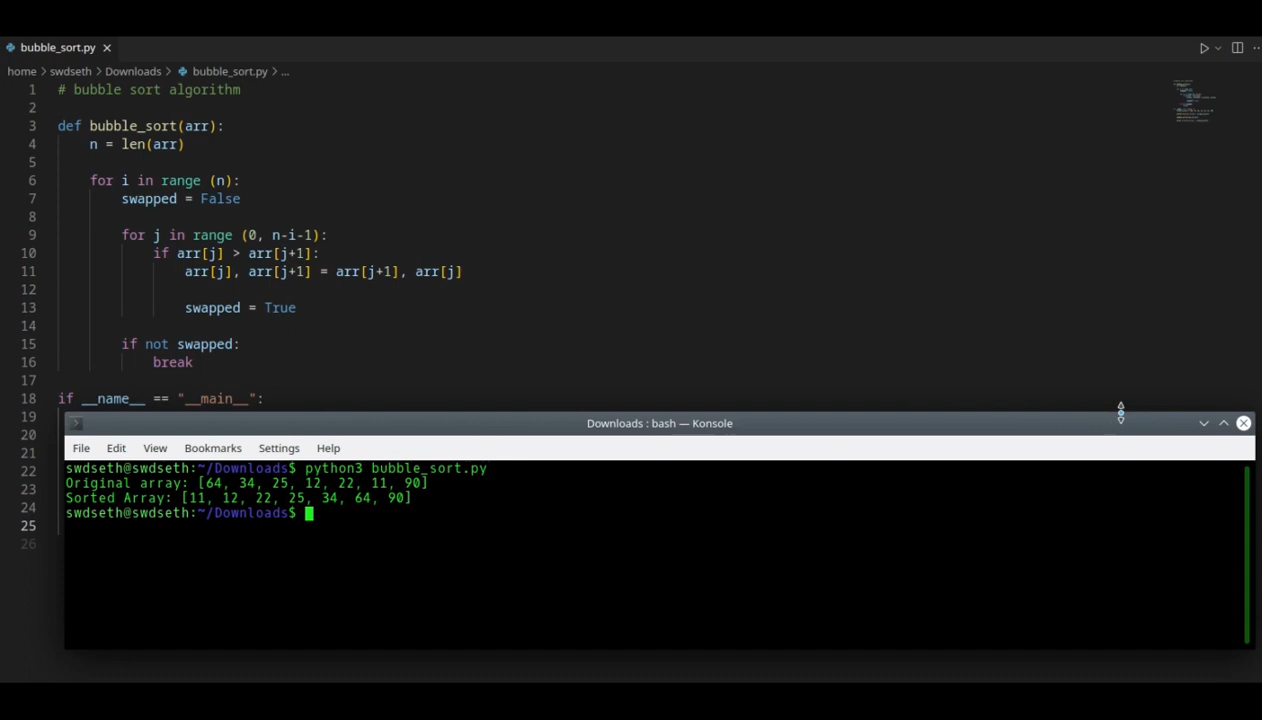 bubble_sort.py
home > swdseth > Downloads > bubble_sort.py > ...
1 # bubble sort algorithm
2
3 def bubble_sort(arr):
4     n = len(arr)
5
6     for i in range (n):
7         swapped = False
8
9         for j in range (0, n-i-1):
10             if arr[j] > arr[j+1]:
11                 arr[j], arr[j+1] = arr[j+1], arr[j]
12
13                 swapped = True
14
15         if not swapped:
16             break
17
18 if __name__ == "__main__":
19
20
21
22
23
24
25
26
Downloads : bash — Konsole
File Edit View Bookmarks Settings Help
swdseth@swdseth:~/Downloads$ python3 bubble_sort.py
Original array: [64, 34, 25, 12, 22, 11, 90]
Sorted Array: [11, 12, 22, 25, 34, 64, 90]
swdseth@swdseth:~/Downloads$